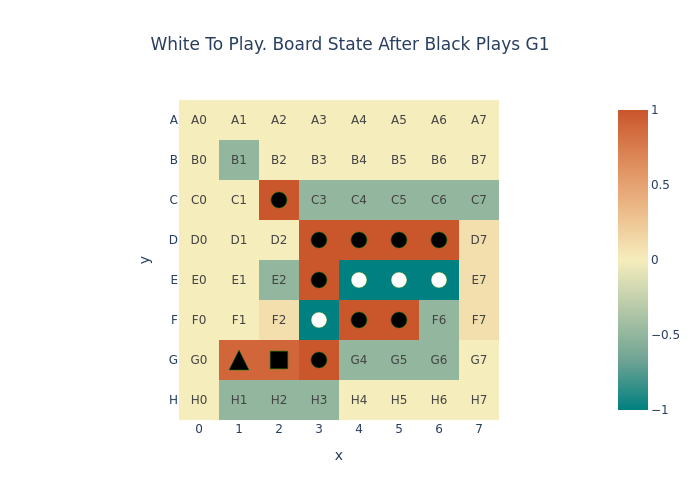 White To Play. Board State After Black Plays G1
A A0 A1 A2 A3 A4 A5 A6 A7
B B0 B1 B2 B3 B4 B5 B6 B7
C C0 C1 C3 C4 C5 C6 C7
D D0 D1 D2 D7
E E0 E1 E2 E7
F F0 F1 F2 F6 F7
G G0 G4 G5 G6 G7
H H0 H1 H2 H3 H4 H5 H6 H7
0 1 2 3 4 5 6 7
x
y
1
0.5
0
−0.5
−1